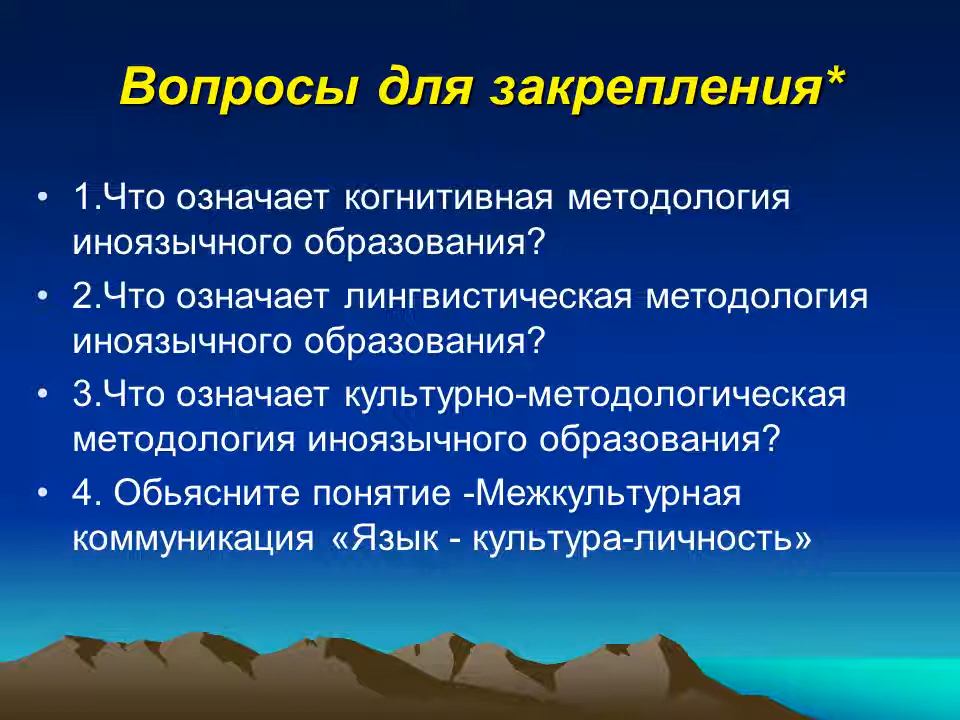 Вопросы для закрепления*
• 1.Что означает когнитивная методология
иноязычного образования?
• 2.Что означает лингвистическая методология
иноязычного образования?
• 3.Что означает культурно-методологическая
методология иноязычного образования?
• 4. Обьясните понятие -Межкультурная
коммуникация «Язык - культура-личность»